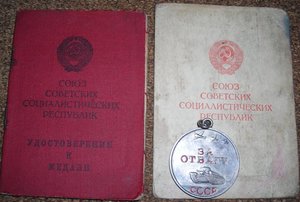 СОЮЗ
СОВЕТСКИХ
СОЦИАЛИСТИЧЕСКИХ
РЕСПУБЛИК
УДОСТОВЕРЕНИЕ
К
МЕДАЛИ
СОЮЗ
СОВЕТСКИХ
СОЦИАЛИСТИЧЕСКИХ
РЕСПУБЛИК
ЗА
ОТВАГУ
СССР